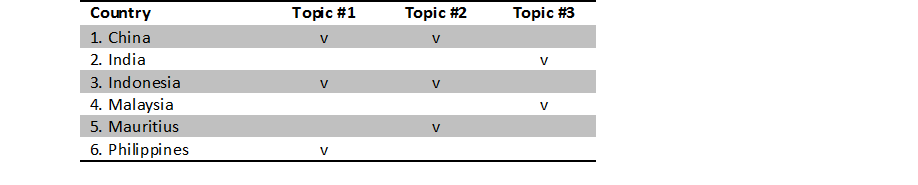 Country Topic #1 Topic #2 Topic #3
1. China v v
2. India v
3. Indonesia v v
4. Malaysia v
5. Mauritius v
6. Philippines v